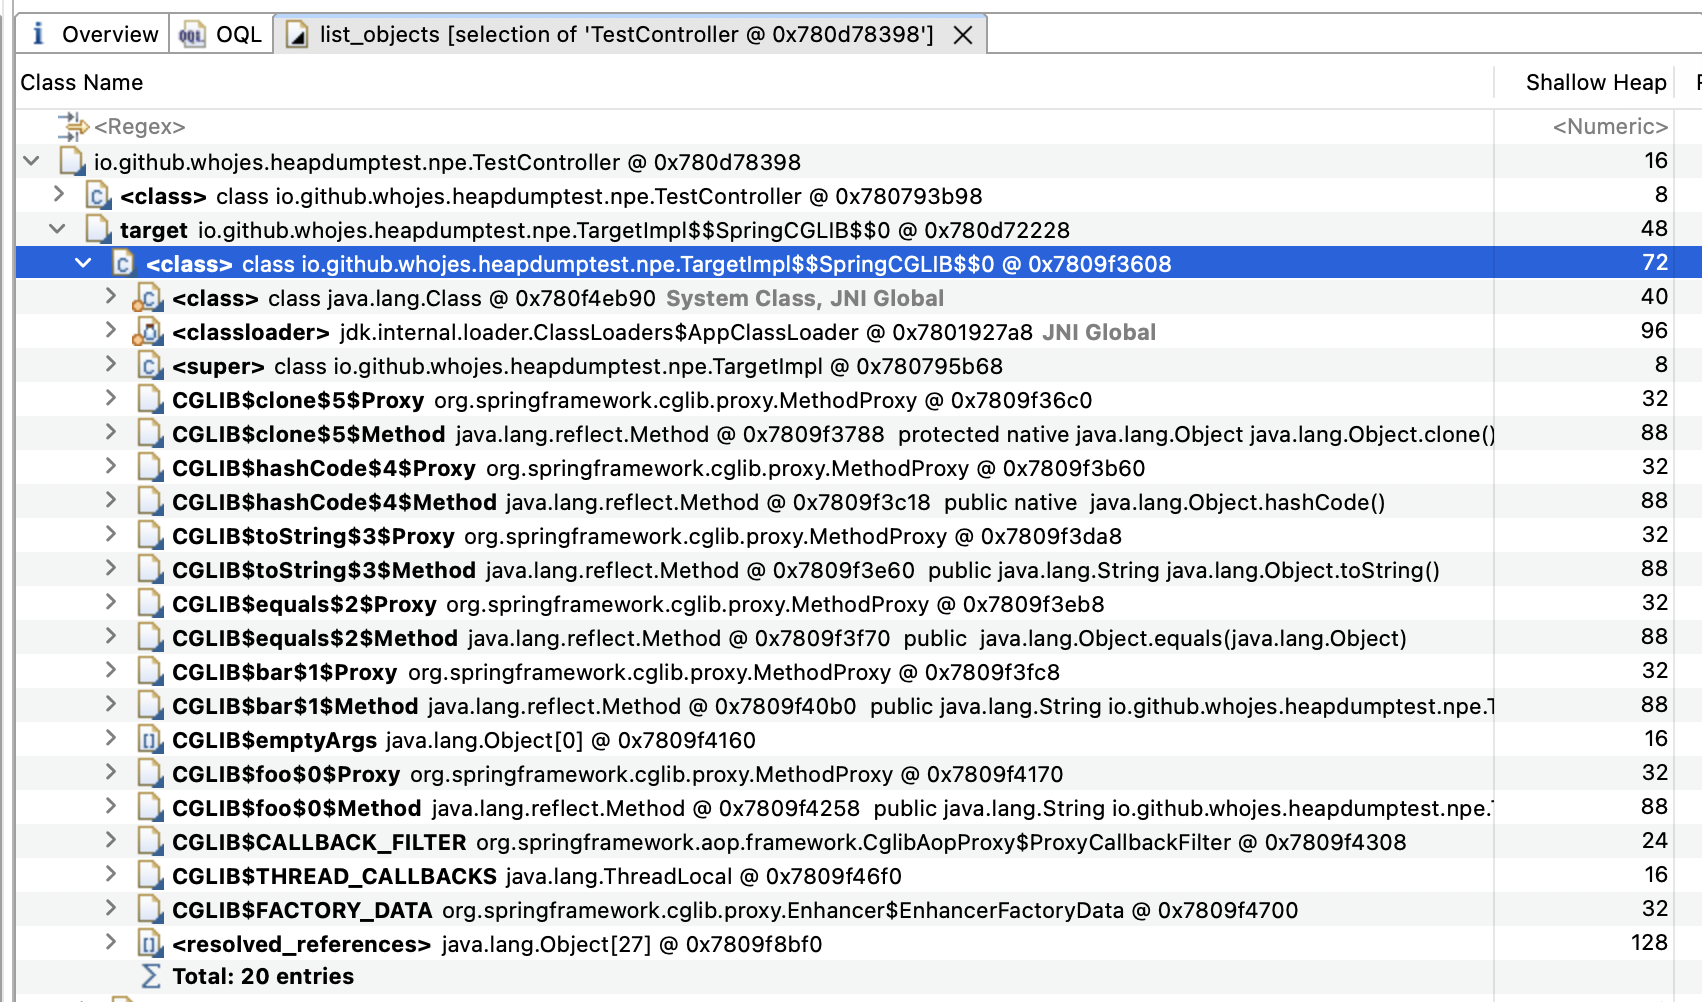 Overview OQL list_objects [selection of 'TestController @ 0x780d78398']
Class Name Shallow Heap
<Regex> <Numeric>
io.github.whojes.heapdumptest.npe.TestController @ 0x780d78398 16
<class> class io.github.whojes.heapdumptest.npe.TestController @ 0x780793b98 8
target io.github.whojes.heapdumptest.npe.TargetImpl$$SpringCGLIB$$0 @ 0x780d72228 48
<class> class io.github.whojes.heapdumptest.npe.TargetImpl$$SpringCGLIB$$0 @ 0x7809f3608 72
<class> class java.lang.Class @ 0x780f4eb90 System Class, JNI Global 40
<classloader> jdk.internal.loader.ClassLoaders$AppClassLoader @ 0x7801927a8 JNI Global 96
<super> class io.github.whojes.heapdumptest.npe.TargetImpl @ 0x780795b68 8
CGLIB$clone$5$Proxy org.springframework.cglib.proxy.MethodProxy @ 0x7809f36c0 32
CGLIB$clone$5$Method java.lang.reflect.Method @ 0x7809f3788 protected native java.lang.Object java.lang.Object.clone() 88
CGLIB$hashCode$4$Proxy org.springframework.cglib.proxy.MethodProxy @ 0x7809f3b60 32
CGLIB$hashCode$4$Method java.lang.reflect.Method @ 0x7809f3c18 public native java.lang.Object.hashCode() 88
CGLIB$toString$3$Proxy org.springframework.cglib.proxy.MethodProxy @ 0x7809f3da8 32
CGLIB$toString$3$Method java.lang.reflect.Method @ 0x7809f3e60 public java.lang.String java.lang.Object.toString() 88
CGLIB$equals$2$Proxy org.springframework.cglib.proxy.MethodProxy @ 0x7809f3eb8 32
CGLIB$equals$2$Method java.lang.reflect.Method @ 0x7809f3f70 public java.lang.Object.equals(java.lang.Object) 88
CGLIB$bar$1$Proxy org.springframework.cglib.proxy.MethodProxy @ 0x7809f3fc8 32
CGLIB$bar$1$Method java.lang.reflect.Method @ 0x7809f40b0 public java.lang.String io.github.whojes.heapdumptest.npe. 88
CGLIB$emptyArgs java.lang.Object[0] @ 0x7809f4160 16
CGLIB$foo$0$Proxy org.springframework.cglib.proxy.MethodProxy @ 0x7809f4170 32
CGLIB$foo$0$Method java.lang.reflect.Method @ 0x7809f4258 public java.lang.String io.github.whojes.heapdumptest.npe. 88
CGLIB$CALLBACK_FILTER org.springframework.aop.framework.CglibAopProxy$ProxyCallbackFilter @ 0x7809f4308 24
CGLIB$THREAD_CALLBACKS java.lang.ThreadLocal @ 0x7809f46f0 16
CGLIB$FACTORY_DATA org.springframework.cglib.proxy.Enhancer$EnhancerFactoryData @ 0x7809f4700 32
<resolved_references> java.lang.Object[27] @ 0x7809f8bf0 128
Total: 20 entries